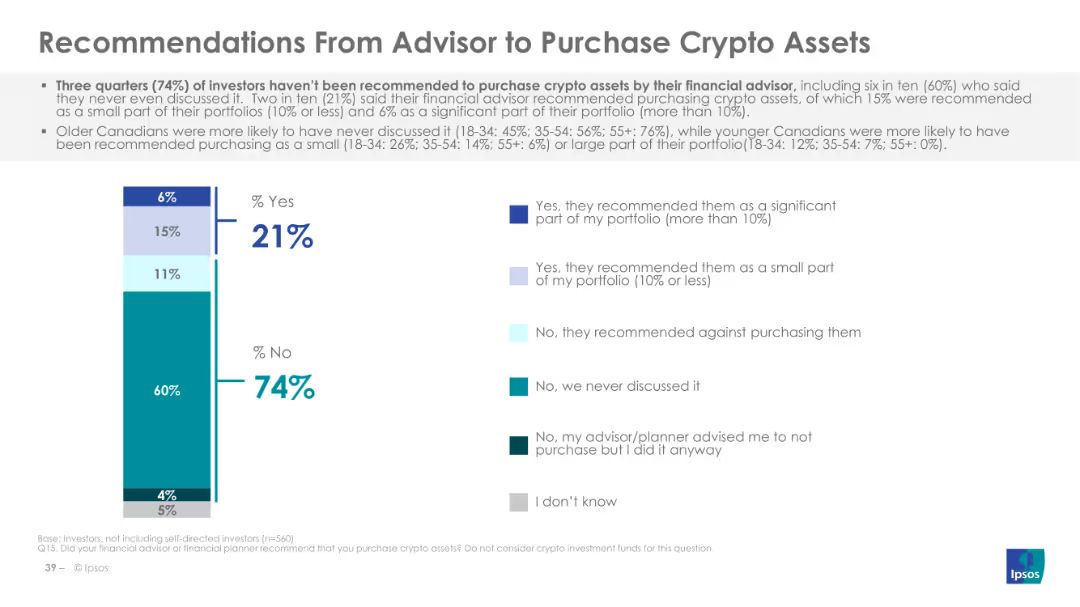 Recommendations From Advisor to Purchase Crypto Assets
▪ Three quarters (74%) of investors haven't been recommended to purchase crypto assets by their financial advisor, including six in ten (60%) who said
they never even discussed it. Two in ten (21%) said their financial advisor recommended purchasing crypto assets, of which 15% were recommended
as a small part of their portfolios (10% or less) and 6% as a significant part of their portfolio (more than 10%).
▪ Older Canadians were more likely to have never discussed it (18-34: 45%; 35-54: 56%; 55+: 76%), while younger Canadians were more likely to have
been recommended purchasing as a small (18-34: 26%; 35-54: 14%; 55+: 6%) or large part of their portfolio(18-34: 12%; 35-54: 7%; 55+: 0%).
6%
15%
11%
60%
4%
5%
% Yes
21%
% No
74%
Yes, they recommended them as a significant
part of my portfolio (more than 10%)
Yes, they recommended them as a small part
of my portfolio (10% or less)
No, they recommended against purchasing them
No, we never discussed it
No, my advisor/planner advised me to not
purchase but I did it anyway
I don't know
Base: Investors, not including self-directed investors (n=560)
Q15. Did your financial advisor or financial planner recommend that you purchase crypto assets? Do not consider crypto investment funds for this question.
39 – © Ipsos
Ipsos